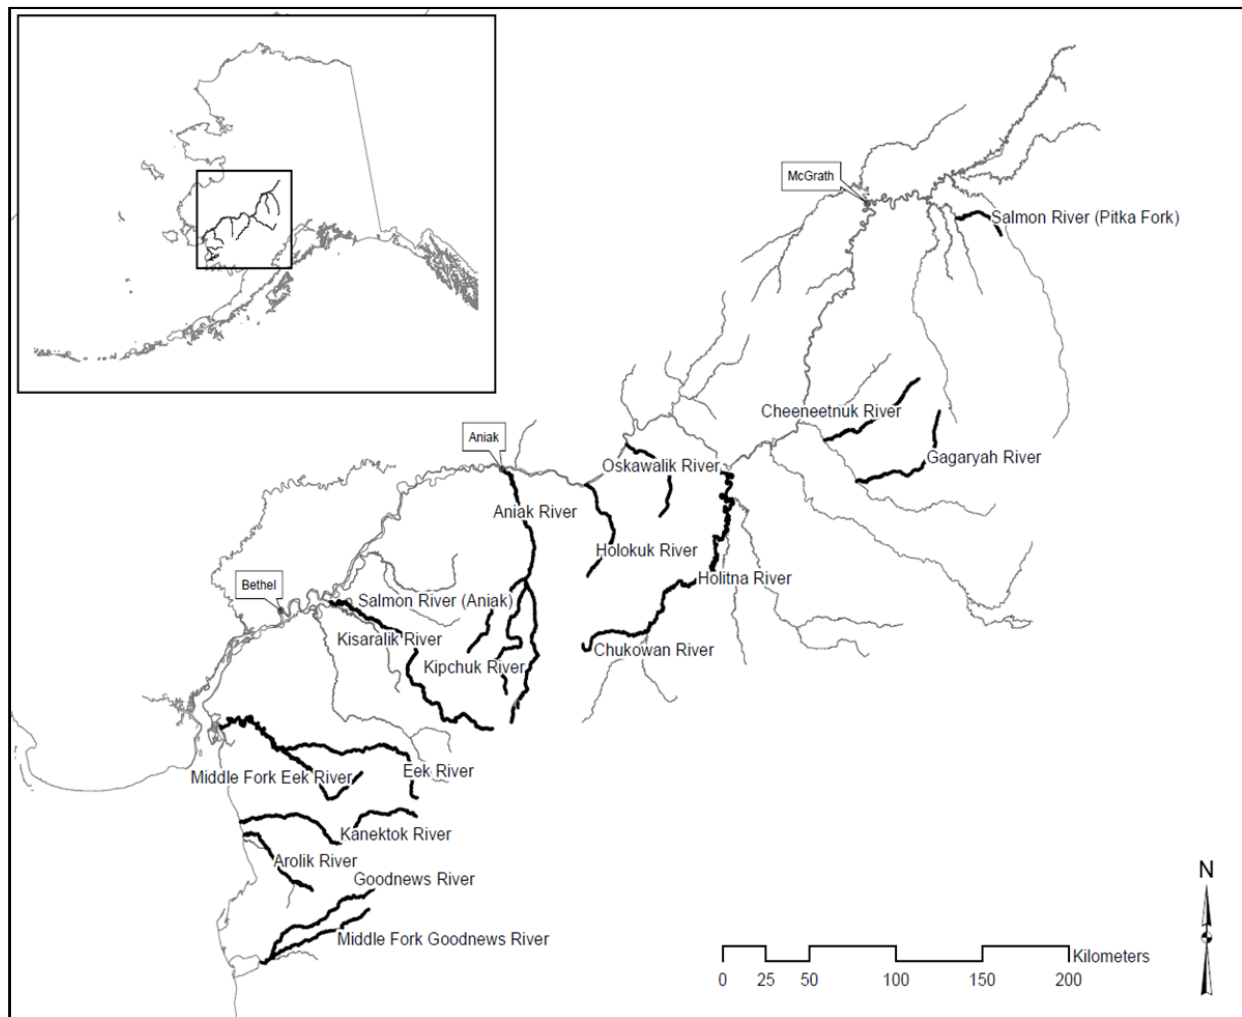 McGrath
Salmon River (Pitka Fork)
Cheeneetnuk River
Aniak
Oskawalik River
Gagaryah River
Aniak River
Holokuk River
Holitna River
Bethel
Salmon River (Aniak)
Kisaralik River
Chukowan River
Kipchuk River
Middle Fork Eek River
Eek River
Kanektok River
Arolik River
Goodnews River
Middle Fork Goodnews River
N
Kilometers
0 25 50 100 150 200